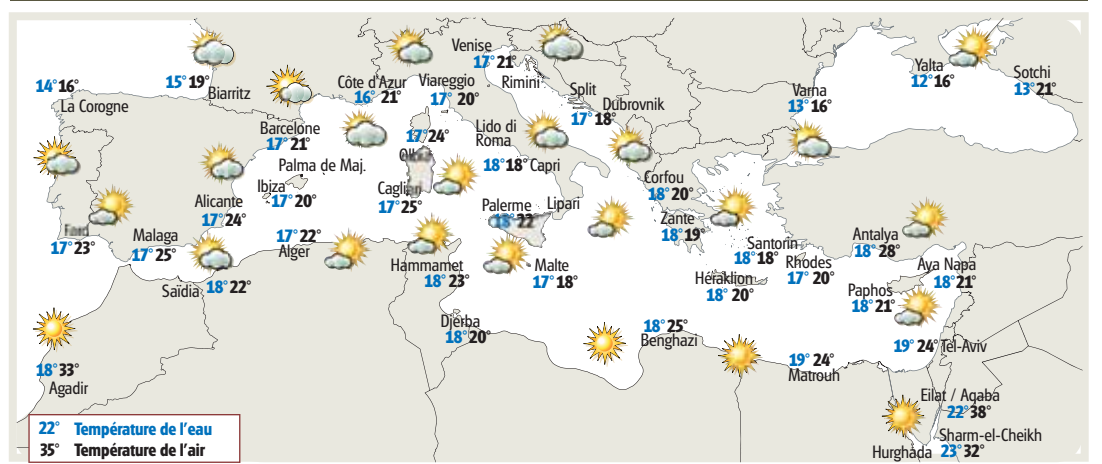 Venise
17° 21°
Rimini
Yalta
12° 16°
Sotchi
13° 21°
14° 16°
La Corogne
15° 19°
Biarritz
Côte d'Azur
16° 21°
Viareggio
17° 20°
Split
17° 18°
Dubrovnik
Varna
13° 16°
Barcelone
17° 21°
17° 24°
Lido di
Roma
18° 18°
Capri
Palma de Maj.
Ibiza
17° 20°
Cagliari
17° 25°
Corfou
18° 20°
Alicante
17° 24°
Palerme
18° 22°
Lipari
Zante
18° 19°
Faro
17° 23°
Malaga
17° 25°
17° 22°
Alger
Santorin
18° 18°
Antalya
18° 28°
Hammamet
18° 23°
Malte
17° 18°
Rhodes
17° 20°
Aya Napa
18° 21°
Saïdia
18° 22°
Héraklion
18° 20°
Paphos
18° 21°
Djerba
18° 20°
18° 25°
Benghazi
19° 24°
Tel-Aviv
19° 24°
Matrouh
18° 33°
Agadir
Eilat / Aqaba
22° 38°
Sharm-el-Cheikh
Hurghada
23° 32°
22° Température de l'eau
35° Température de l'air